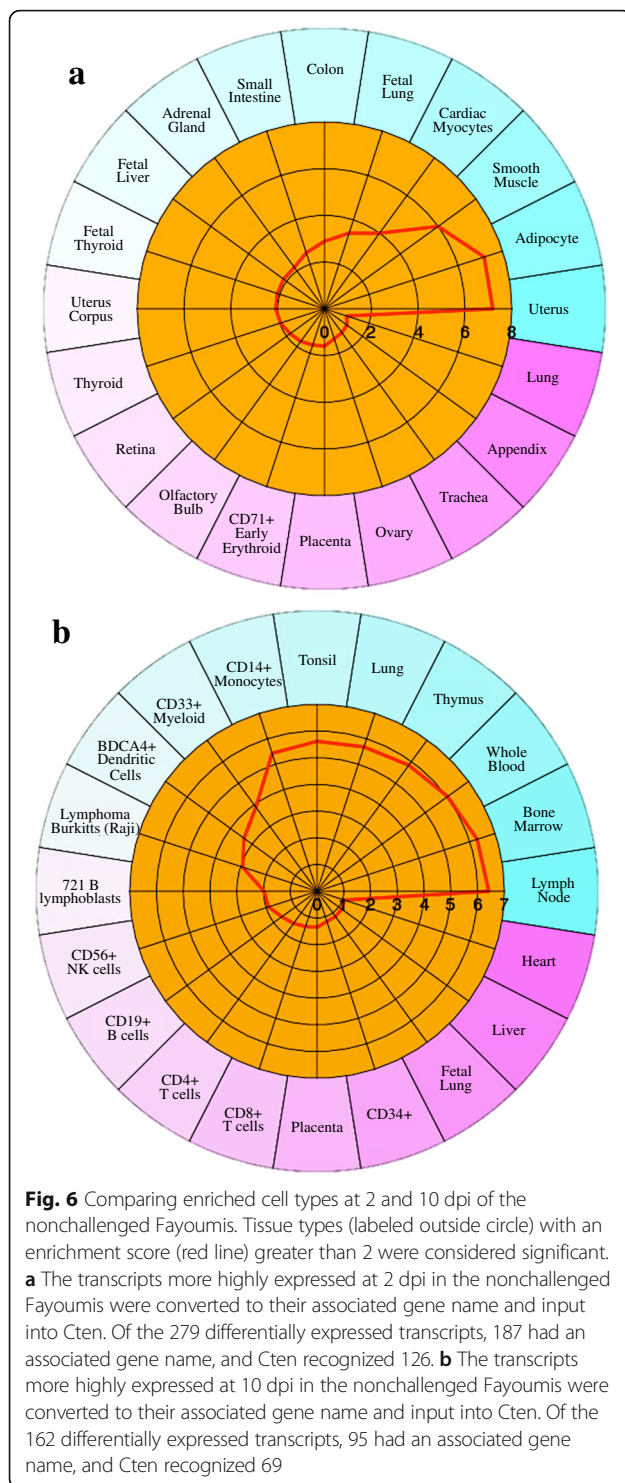 a
Colon
Fetal
Lung
Cardiac
Myocytes
Smooth
Muscle
Adipocyte
Uterus
Lung
Appendix
Trachea
Ovary
Placenta
CD71+
Early
Erythroid
Olfactory
Bulb
Retina
Thyroid
Uterus
Corpus
Fetal
Thyroid
Fetal
Liver
Adrenal
Gland
Small
Intestine
0 2 4 6 8
b
Tonsil
Lung
Thymus
Whole
Blood
Bone
Marrow
Lymph
Node
Heart
Liver
Fetal
Lung
CD34+
Placenta
CD8+
T cells
CD4+
T cells
CD19+
B cells
CD56+
NK cells
721 B
lymphoblasts
Lymphoma
Burkitts (Raji)
BDCA4+
Dendritic
Cells
CD33+
Myeloid
CD14+
Monocytes
0 1 2 3 4 5 6 7
Fig. 6 Comparing enriched cell types at 2 and 10 dpi of the
nonchallenged Fayoumis. Tissue types (labeled outside circle) with an
enrichment score (red line) greater than 2 were considered significant.
a The transcripts more highly expressed at 2 dpi in the nonchallenged
Fayoumis were converted to their associated gene name and input
into Cten. Of the 279 differentially expressed transcripts, 187 had an
associated gene name, and Cten recognized 126. b The transcripts
more highly expressed at 10 dpi in the nonchallenged Fayoumis were
converted to their associated gene name and input into Cten. Of the
162 differentially expressed transcripts, 95 had an associated gene
name, and Cten recognized 69